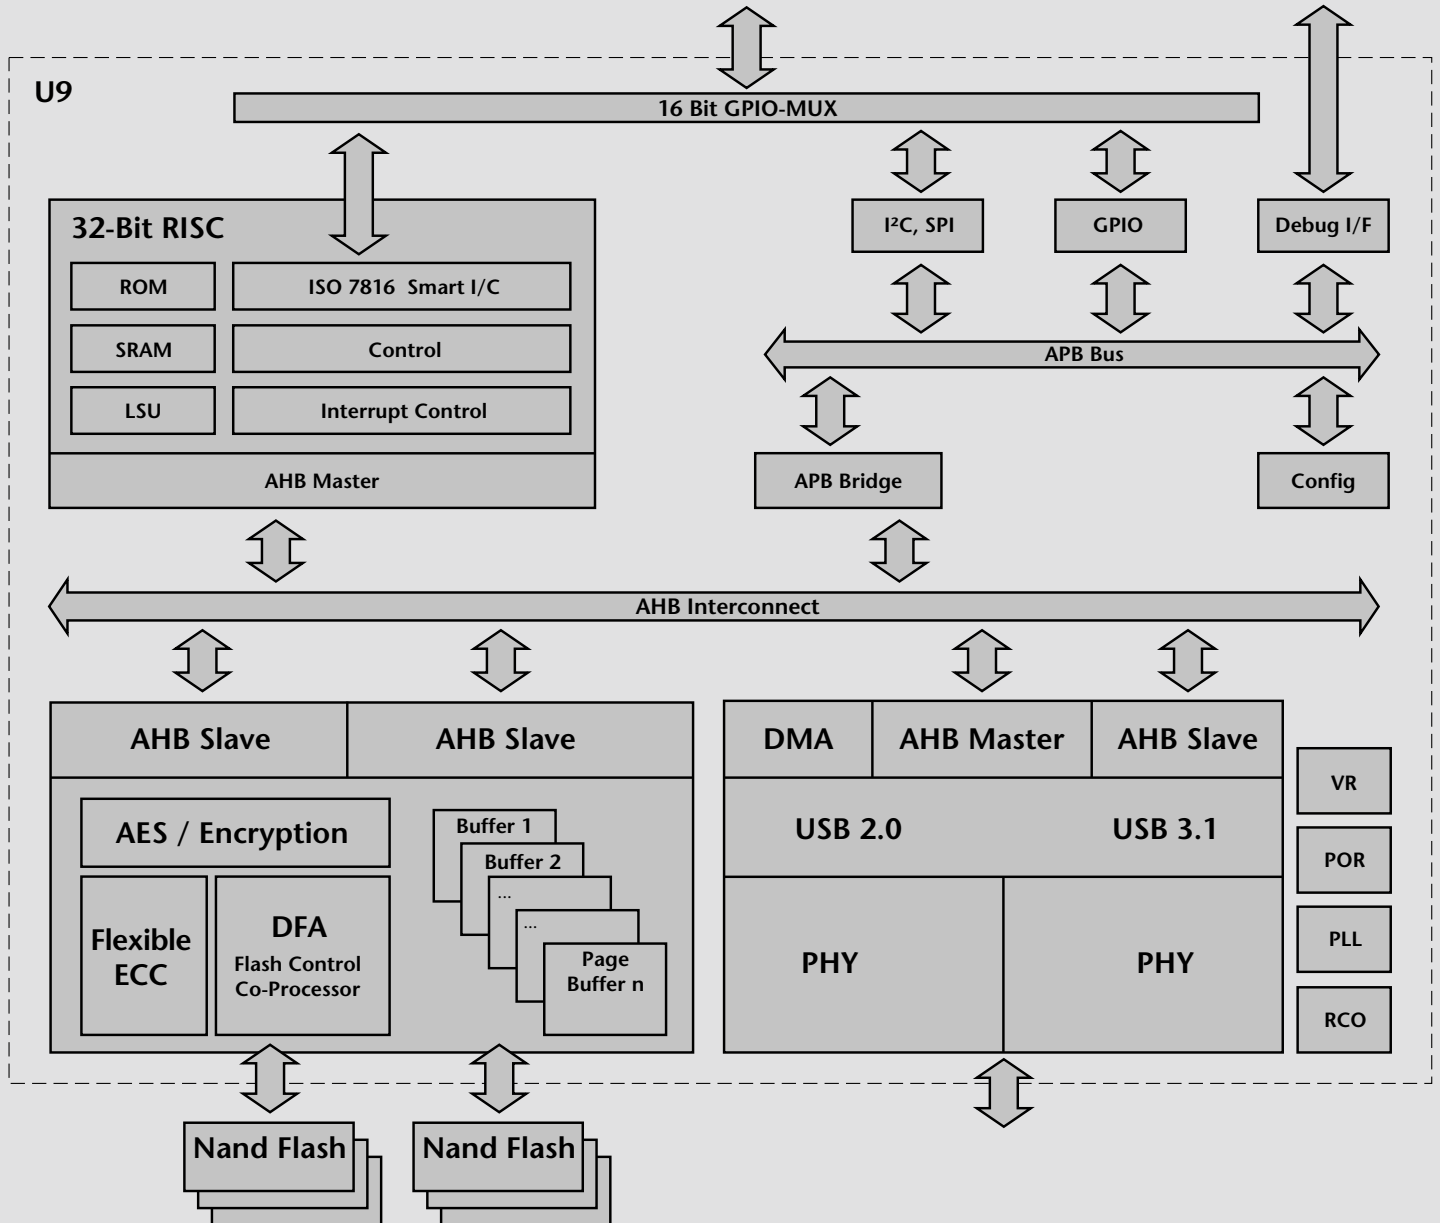 U9
16 Bit GPIO-MUX
32-Bit RISC
ROM
ISO 7816  Smart I/C
SRAM
Control
LSU
Interrupt Control
AHB Master
I²C, SPI
GPIO
Debug I/F
APB Bus
APB Bridge
Config
AHB Interconnect
AHB Slave
AHB Slave
AES / Encryption
Flexible
ECC
DFA
Flash Control
Co-Processor
Buffer 1
Buffer 2
...
...
Page
Buffer n
DMA
AHB Master
AHB Slave
USB 2.0
USB 3.1
PHY
PHY
VR
POR
PLL
RCO
Nand Flash
Nand Flash